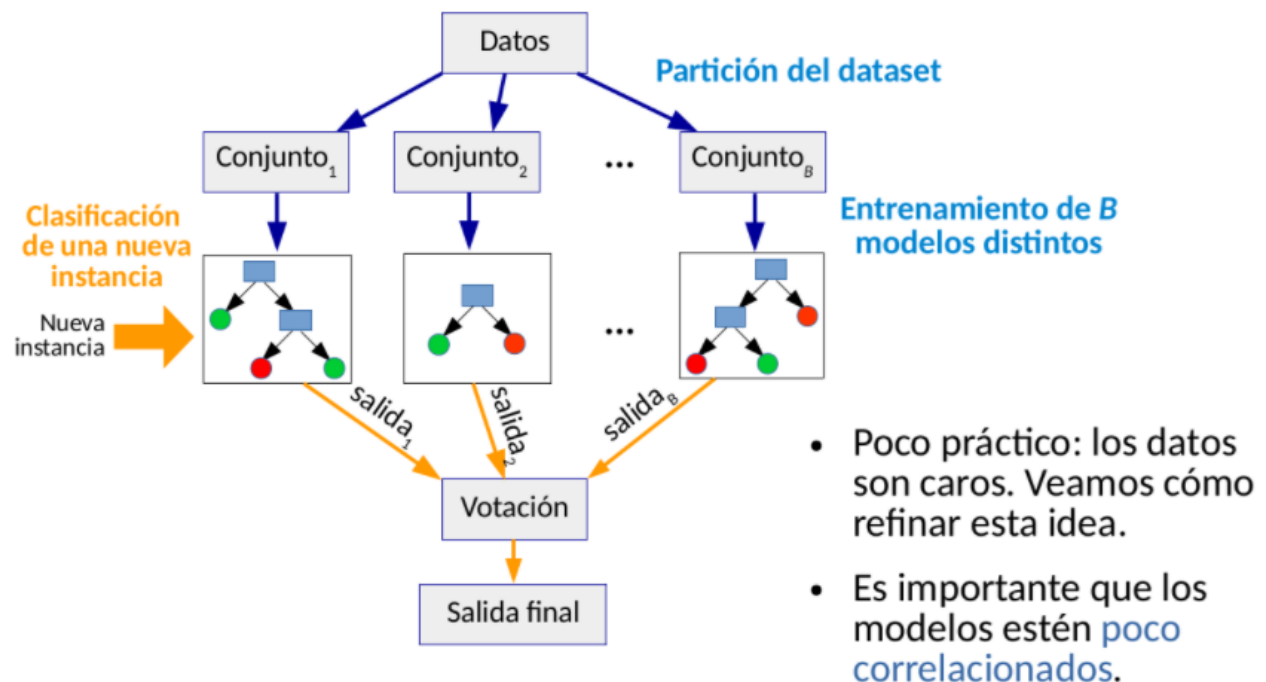 Datos
Partición del dataset
Conjunto1
Conjunto2
...
ConjuntoB
Clasificación
de una nueva
instancia
Entrenamiento de B
modelos distintos
Nueva
instancia
...
salida1
salida2
salidaB
Votación
Salida final
• Poco práctico: los datos
son caros. Veamos cómo
refinar esta idea.
• Es importante que los
modelos estén poco
correlacionados.